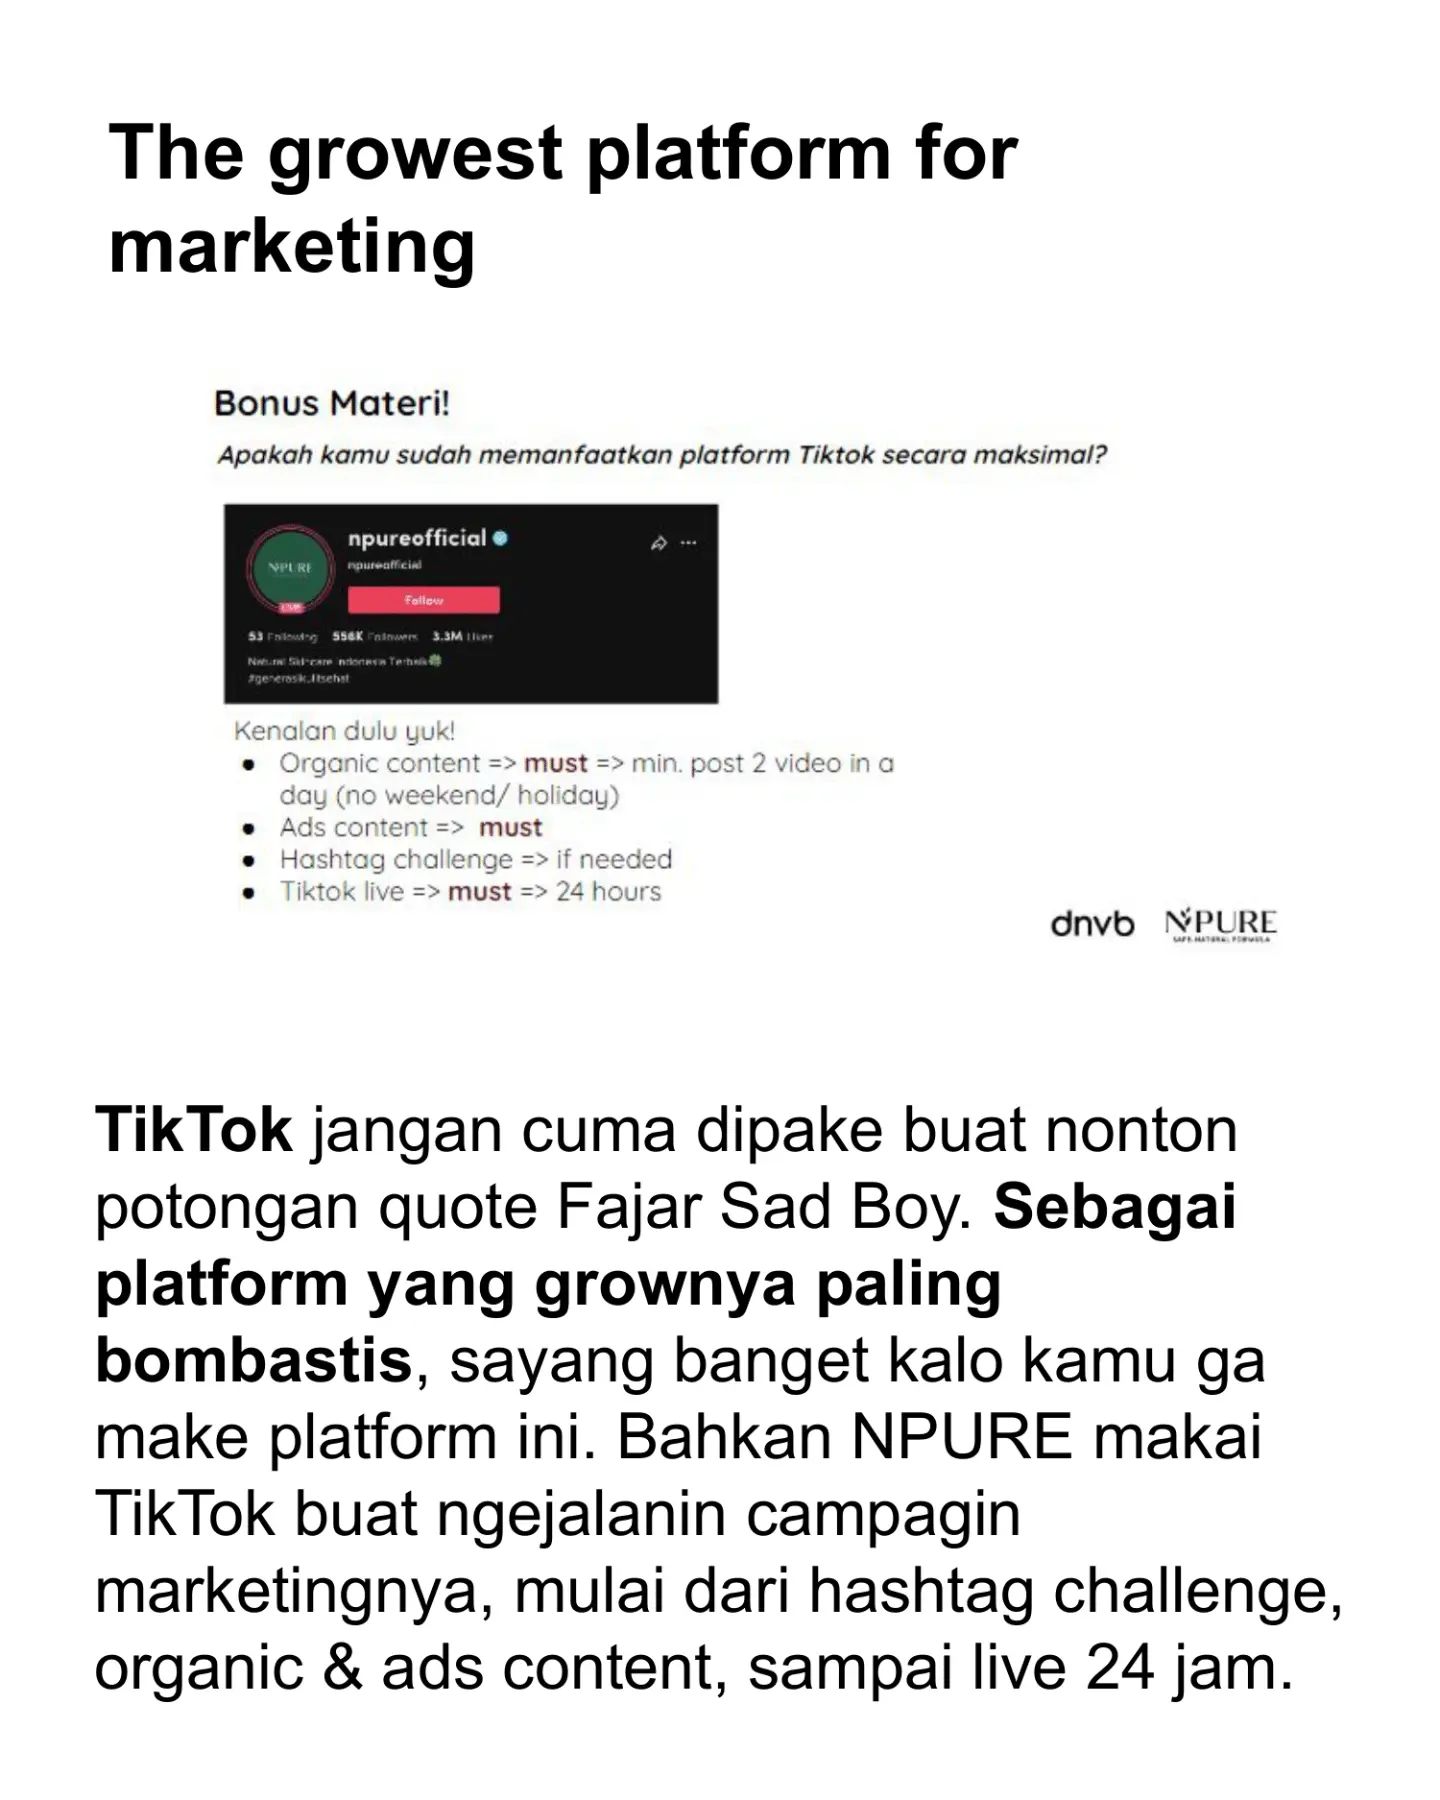 The growest platform for
marketing
Bonus Materi!
Apakah kamu sudah memanfaatkan platform Tiktok secara maksimal?
npureofficial
npureofficial
NPURE
LIVE
Follow
53 Following 556K Followers 3.3M Likes
Natural Skincare Indonesia Terbaik
Kenalan dulu yuk!
● Organic content => must => min. post 2 video in a
day (no weekend/ holiday)
● Ads content => must
● Hashtag challenge => if needed
● Tiktok live => must => 24 hours
dnvb NPURE
SAFE NATURAL FORMULA
TikTok jangan cuma dipake buat nonton
potongan quote Fajar Sad Boy. Sebagai
platform yang grownya paling
bombastis, sayang banget kalo kamu ga
make platform ini. Bahkan NPURE makai
TikTok buat ngejalanin campagin
marketingnya, mulai dari hashtag challenge,
organic & ads content, sampai live 24 jam.